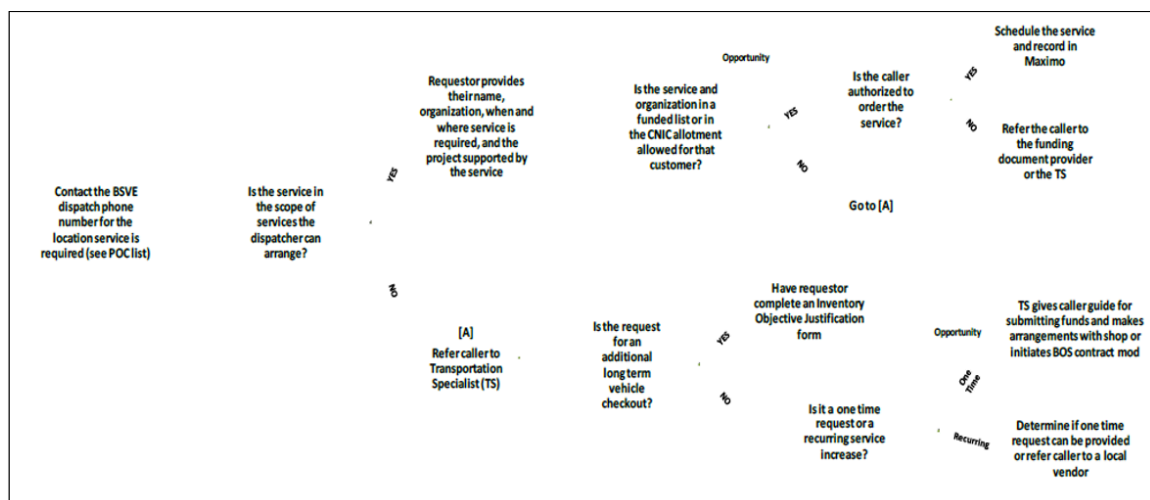 Contact the BSVE
dispatch phone
number for the
location service is
required (see POC list)
Is the service in
the scope of
services the
dispatcher can
arrange?
YES
Requestor provides
their name,
organization, when and
where service is
required, and the
project supported by
the service
Is the service and
organization in a
funded list or in
the CNIC allotment
allowed for that
customer?
Opportunity
YES
Is the caller
authorized to
order the
service?
YES
Schedule the service
and record in
Maximo
NO
Refer the caller to
the funding
document provider
or the TS
NO
Go to [A]
NO
[A]
Refer caller to
Transportation
Specialist (TS)
Is the request
for an
additional
long term
vehicle
checkout?
YES
Have requestor
complete an Inventory
Objective Justification
form
NO
Is it a one time
request or a
recurring service
increase?
Opportunity
One
Time
TS gives caller guide for
submitting funds and makes
arrangements with shop or
initiates BOS contract mod
Recurring
Determine if one time
request can be provided
or refer caller to a local
vendor